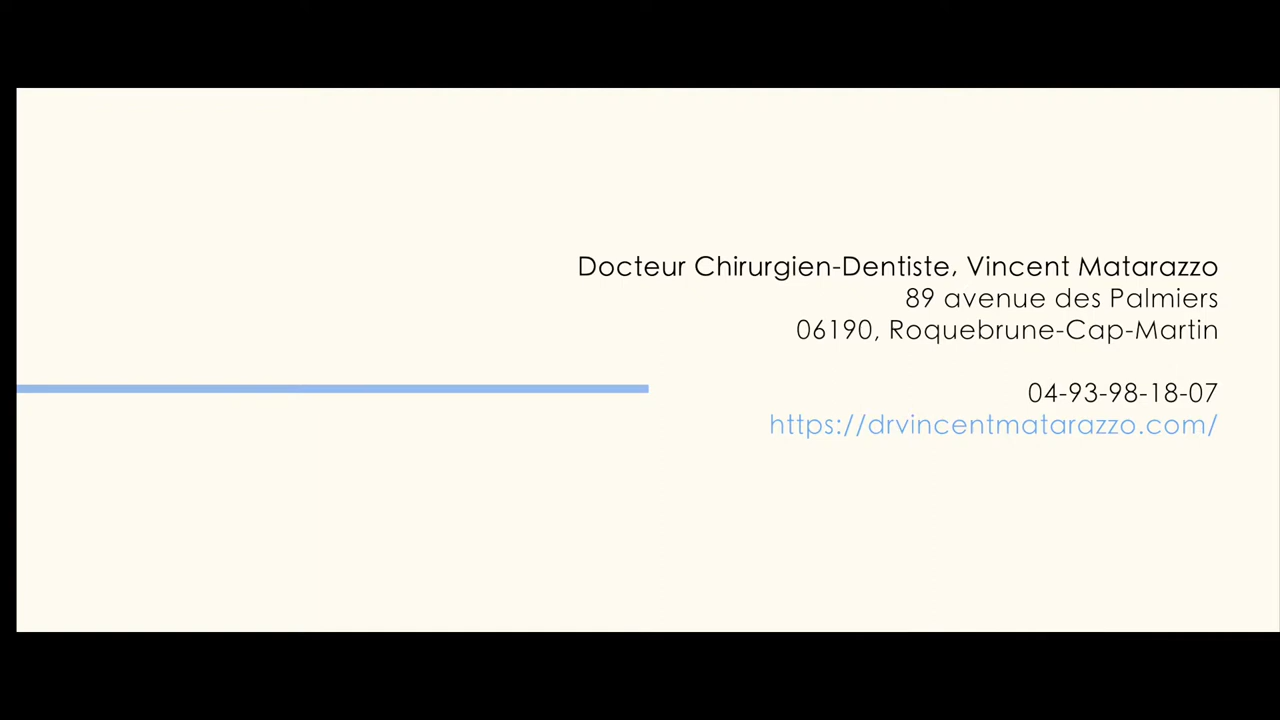 Docteur Chirurgien-Dentiste, Vincent Matarazzo
89 avenue des Palmiers
06190, Roquebrune-Cap-Martin
04-93-98-18-07
https://drvincentmatarazzo.com/